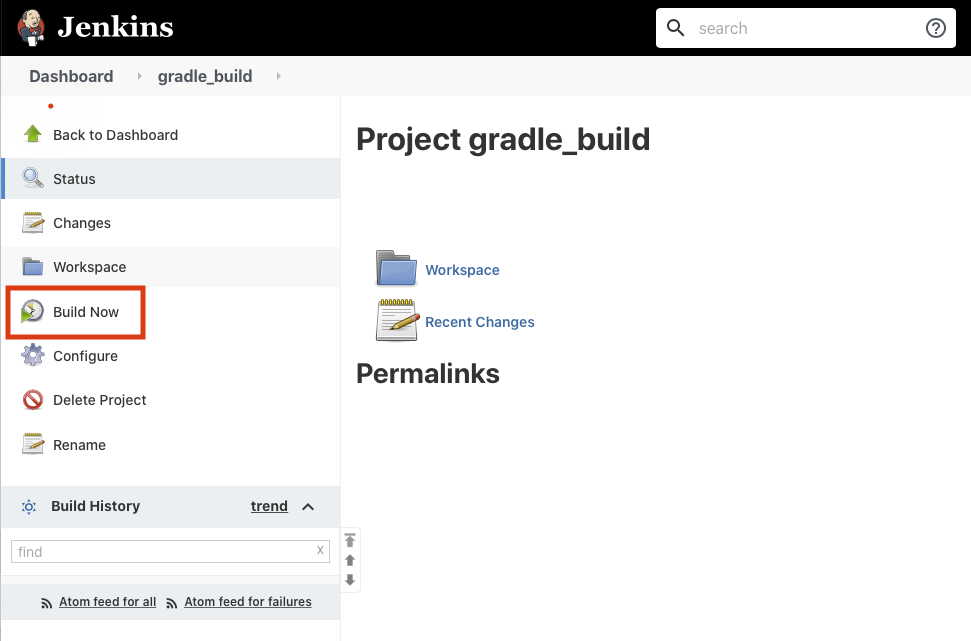 Jenkins
search
Dashboard gradle_build
Back to Dashboard
Status
Changes
Workspace
Build Now
Configure
Delete Project
Rename
Build History trend
find x
Atom feed for all Atom feed for failures
Project gradle_build
Workspace
Recent Changes
Permalinks